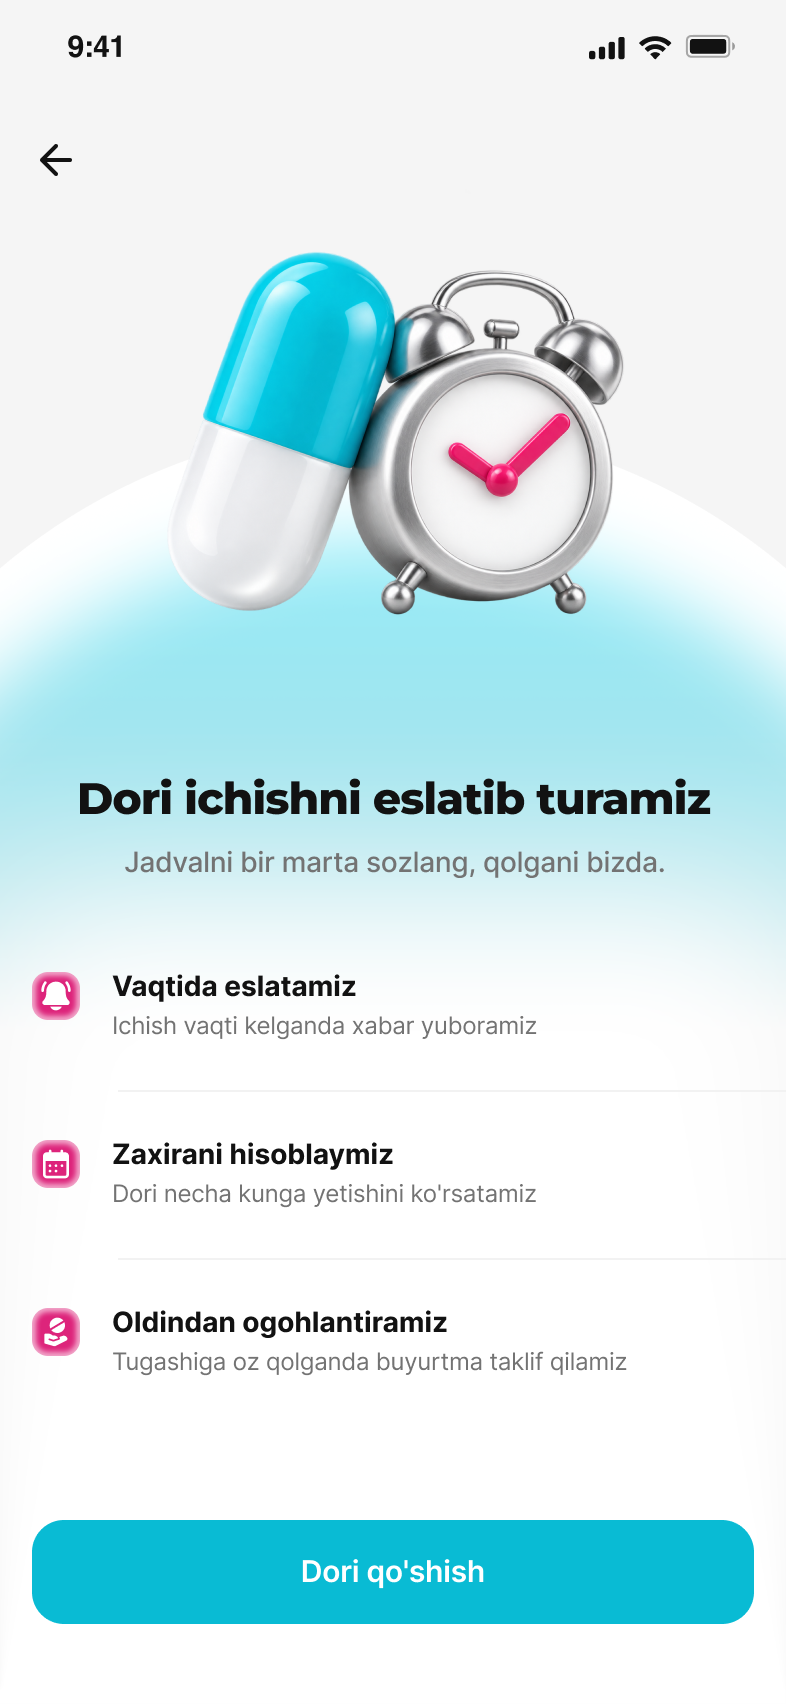 9:41
Dori ichishni eslatib turamiz
Jadvalni bir marta sozlang, qolgani bizda.
Vaqtida eslatamiz
Ichish vaqti kelganda xabar yuboramiz
Zaxirani hisoblaymiz
Dori necha kunga yetishini ko'rsatamiz
Oldindan ogohlantiramiz
Tugashiga oz qolganda buyurtma taklif qilamiz
Dori qo'shish